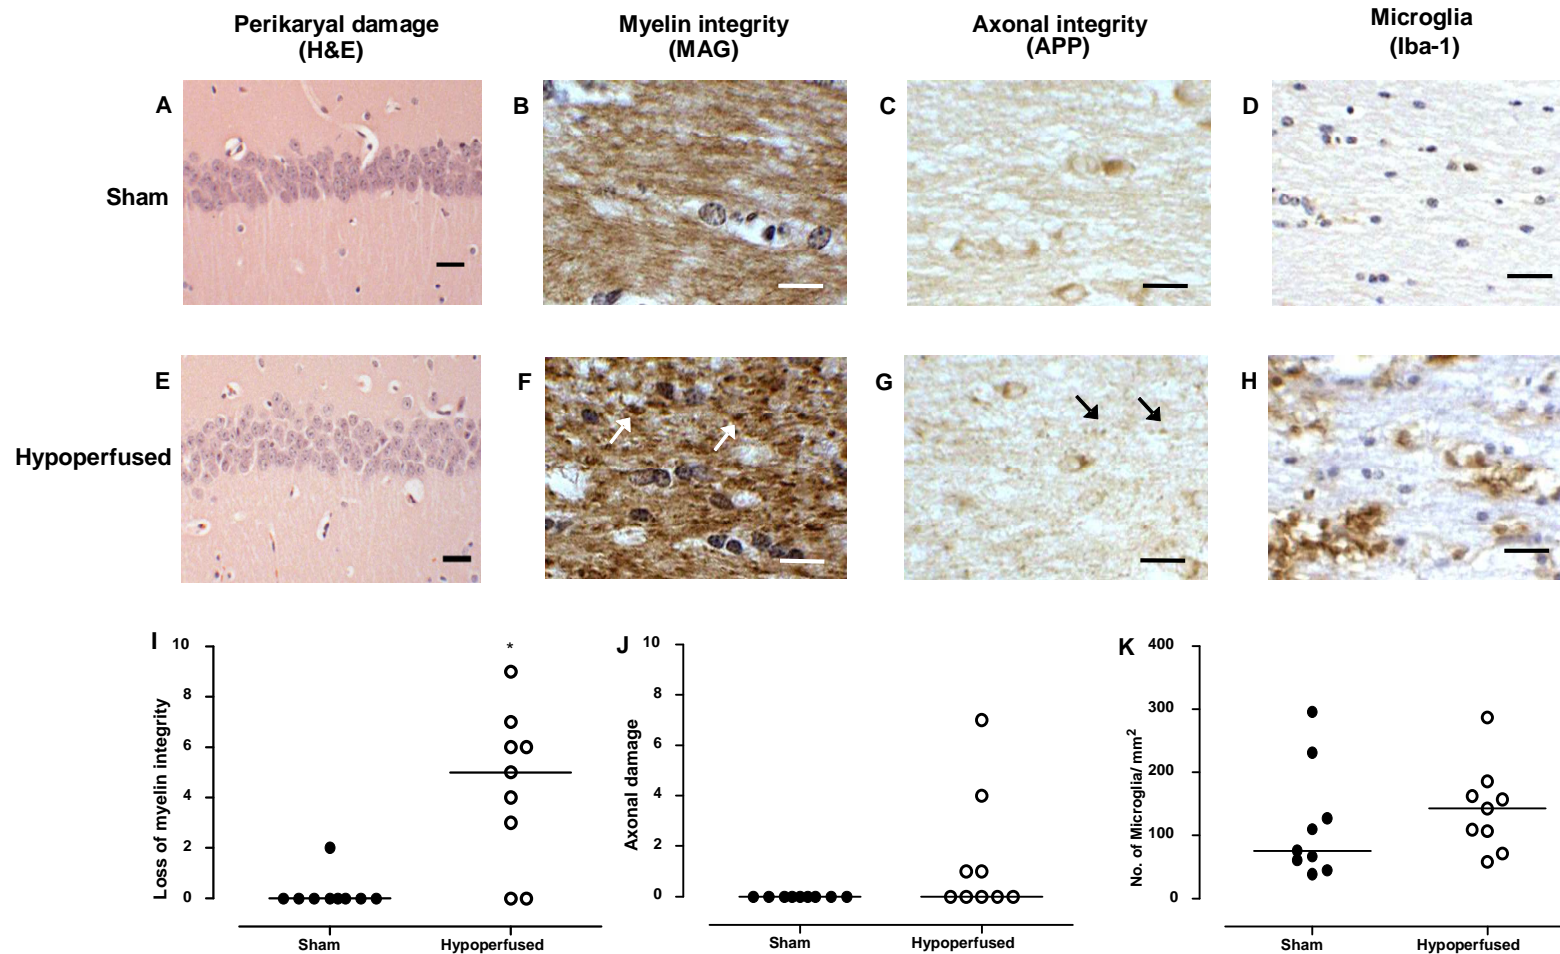 Perikaryal damage
(H&E)
Myelin integrity
(MAG)
Axonal integrity
(APP)
Microglia
(Iba-1)
A
B
C
D
Sham
E
F
G
H
Hypoperfused
I
10
8
6
4
2
0
Loss of myelin integrity
*
Sham
Hypoperfused
J
10
8
6
4
2
0
Axonal damage
Sham
Hypoperfused
K
400
300
200
100
0
No. of Microglia/ mm2
Sham
Hypoperfused